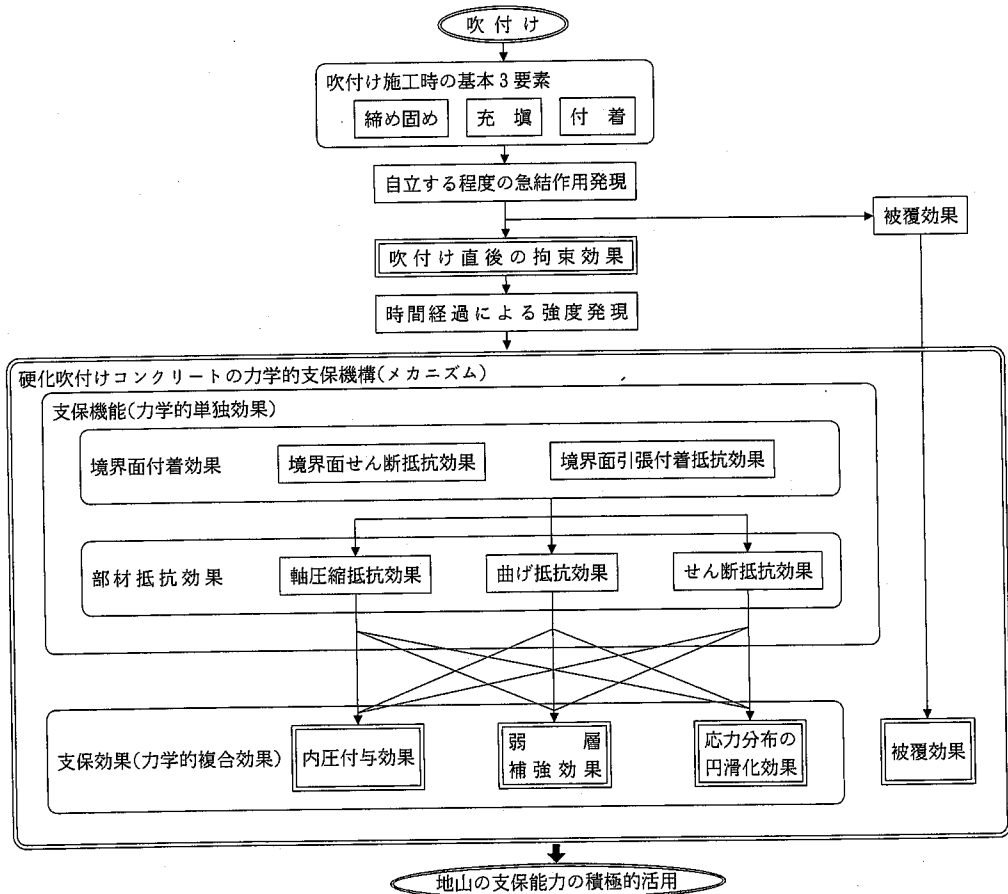 吹付け
吹付け施工時の基本3要素
締め固め 充塡 付着
自立する程度の急結作用発現
被覆効果
吹付け直後の拘束効果
時間経過による強度発現
硬化吹付けコンクリートの力学的支保機構(メカニズム)
支保機能(力学的単独効果)
境界面付着効果 境界面せん断抵抗効果 境界面引張付着抵抗効果
部材抵抗効果 軸圧縮抵抗効果 曲げ抵抗効果 せん断抵抗効果
支保効果(力学的複合効果) 内圧付与効果
弱層
補強効果
応力分布の
円滑化効果
被覆効果
地山の支保能力の積極的活用